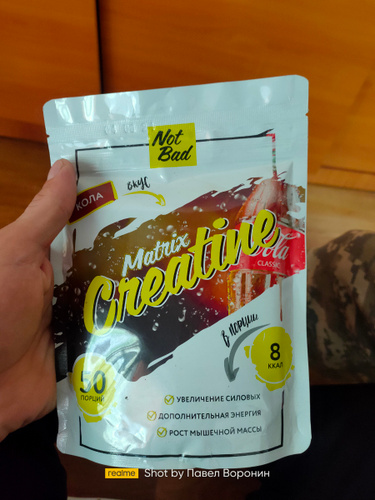 Not
Bad
КОЛА
вкус
Matrix
Creatine
Cola
CLASSIC
в порции
50
ПОРЦИЙ
8
ККАЛ
УВЕЛИЧЕНИЕ СИЛОВЫХ
ДОПОЛНИТЕЛЬНАЯ ЭНЕРГИЯ
РОСТ МЫШЕЧНОЙ МАССЫ
realme Shot by Павел Воронин